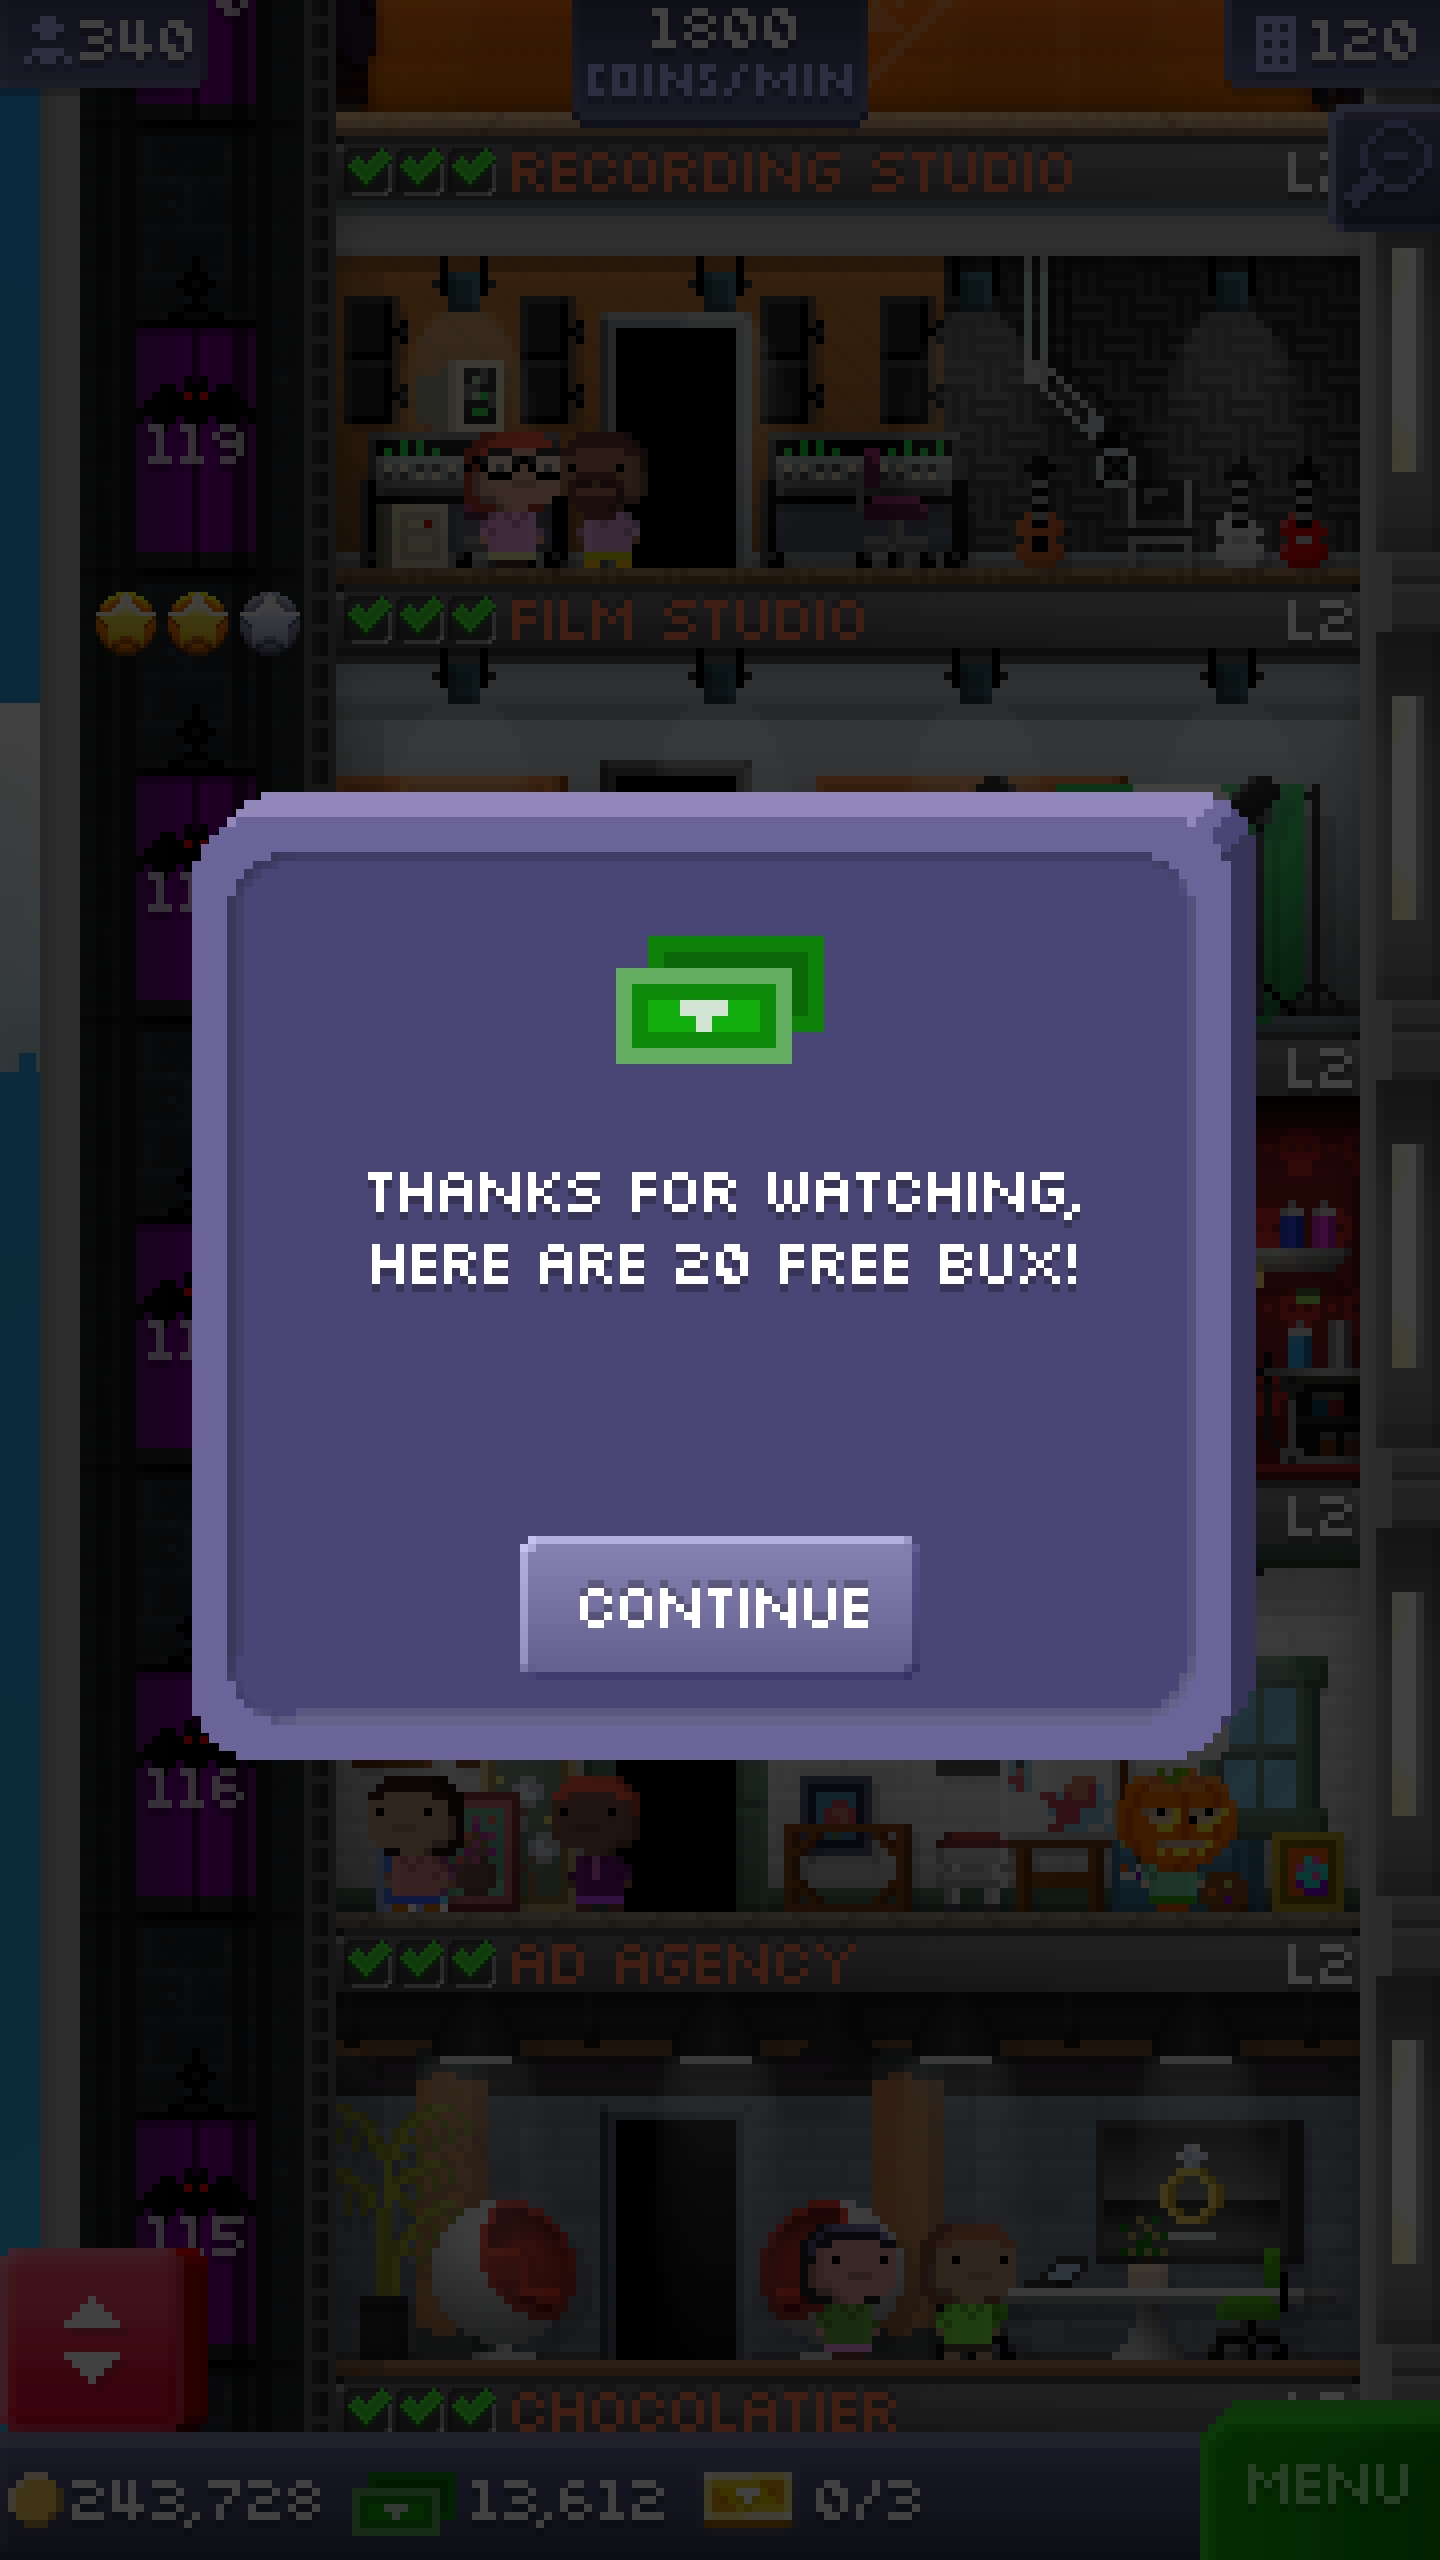 340
1800
COINS/MIN
120
RECORDING STUDIO
119
FILM STUDIO L2
L2
THANKS FOR WATCHING,
HERE ARE 20 FREE BUX!
L2
CONTINUE
116
AD AGENCY L2
115
CHOCOLATIER
243,728 13,612 0/3
MENU